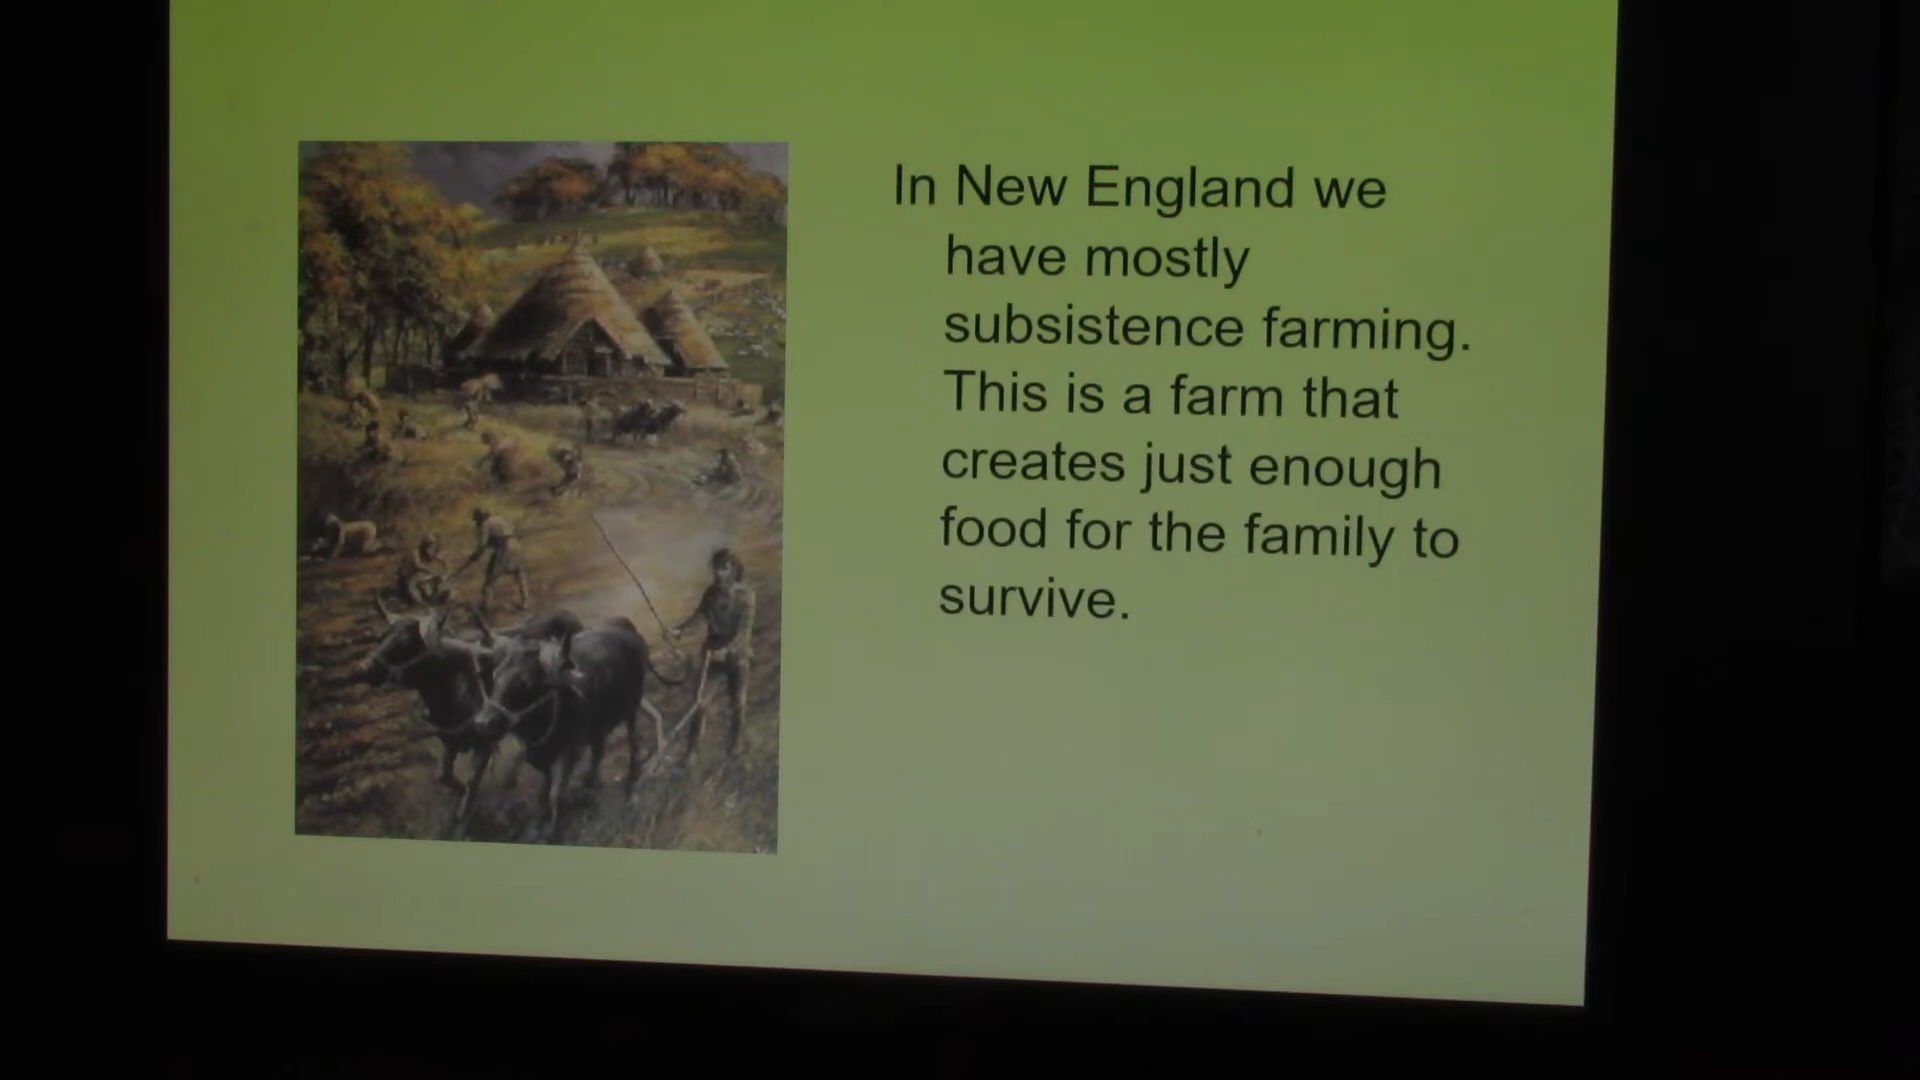 In New England we
have mostly
subsistence farming.
This is a farm that
creates just enough
food for the family to
survive.